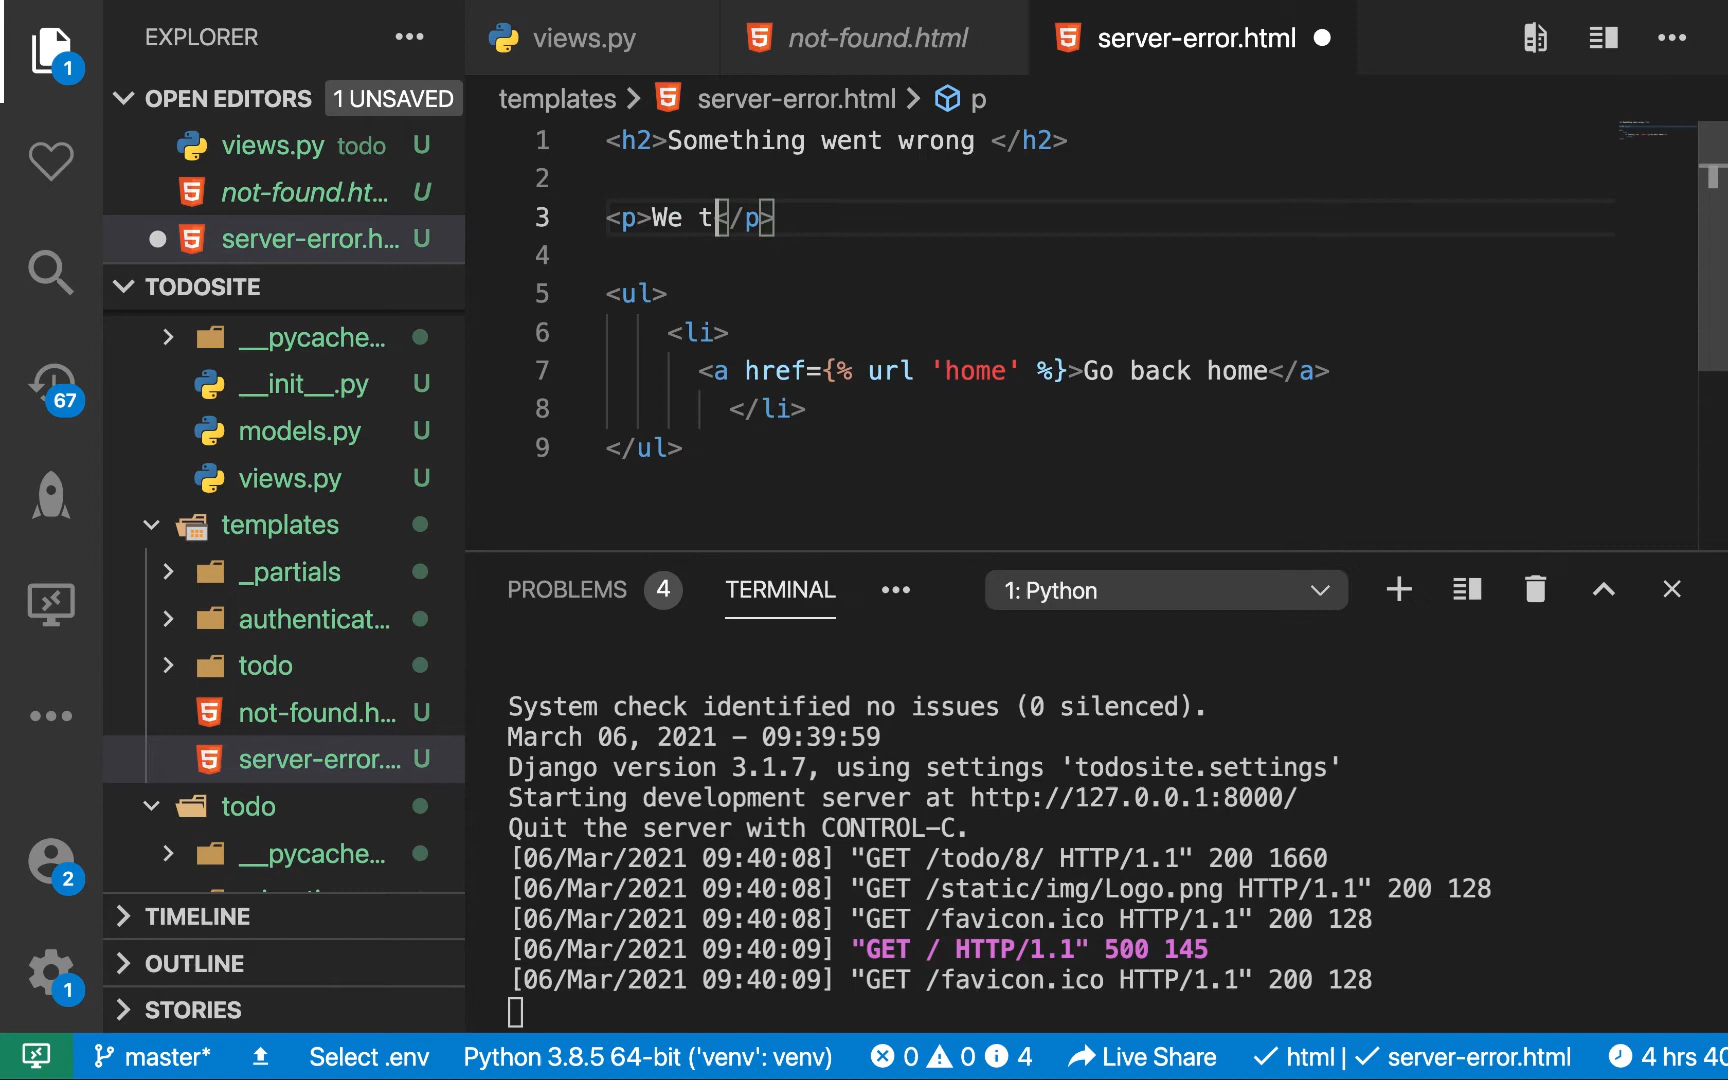 EXPLORER
views.py
not-found.html
server-error.html
1
OPEN EDITORS
1 UNSAVED
templates
server-error.html
p
views.py todo U
not-found.ht... U
server-error.h... U
TODOSITE
__pycache...
__init__.py U
models.py U
views.py U
templates
_partials
authenticat...
todo
not-found.h... U
server-error.... U
todo
__pycache...
TIMELINE
OUTLINE
STORIES
67
2
1
1 <h2>Something went wrong </h2>
2
3 <p>We t</p>
4
5 <ul>
6 <li>
7 <a href={% url 'home' %}>Go back home</a>
8 </li>
9 </ul>
PROBLEMS 4 TERMINAL 1: Python
System check identified no issues (0 silenced).
March 06, 2021 - 09:39:59
Django version 3.1.7, using settings 'todosite.settings'
Starting development server at http://127.0.0.1:8000/
Quit the server with CONTROL-C.
[06/Mar/2021 09:40:08] "GET /todo/8/ HTTP/1.1" 200 1660
[06/Mar/2021 09:40:08] "GET /static/img/Logo.png HTTP/1.1" 200 128
[06/Mar/2021 09:40:08] "GET /favicon.ico HTTP/1.1" 200 128
[06/Mar/2021 09:40:09] "GET / HTTP/1.1" 500 145
[06/Mar/2021 09:40:09] "GET /favicon.ico HTTP/1.1" 200 128
master* Select .env Python 3.8.5 64-bit ('venv': venv) 0 0 4 Live Share html | server-error.html 4 hrs 40